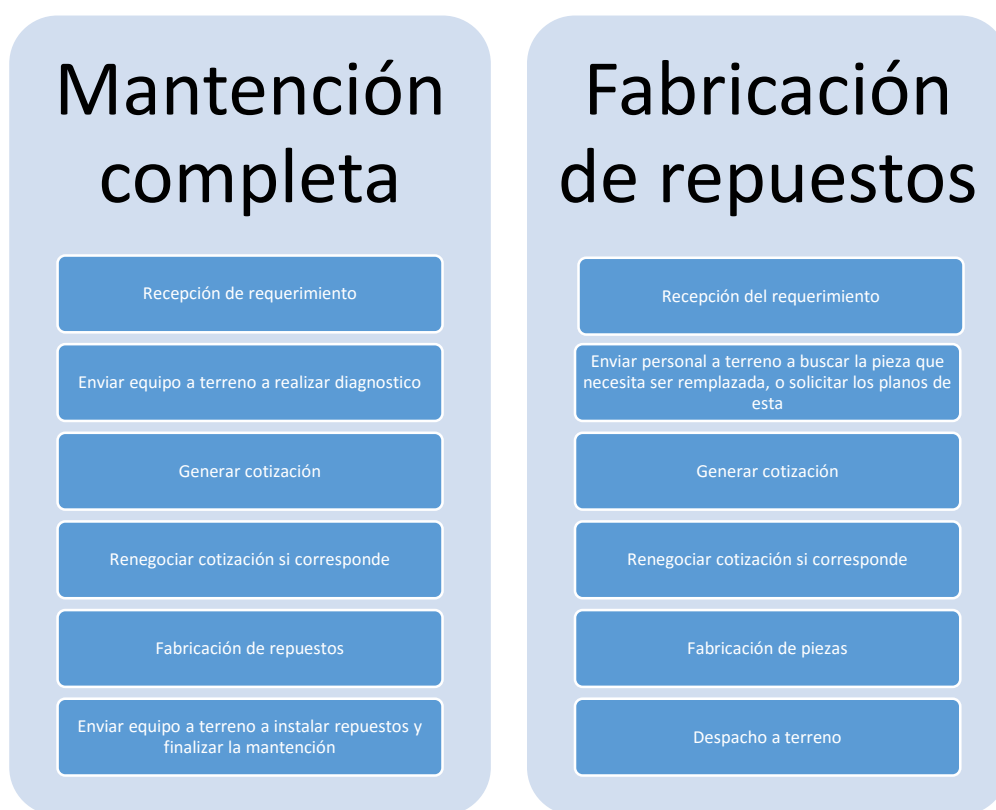 Mantención
completa
Recepción de requerimiento
Enviar equipo a terreno a realizar diagnostico
Generar cotización
Renegociar cotización si corresponde
Fabricación de repuestos
Enviar equipo a terreno a instalar repuestos y
finalizar la mantención
Fabricación
de repuestos
Recepción del requerimiento
Enviar personal a terreno a buscar la pieza que
necesita ser remplazada, o solicitar los planos de
esta
Generar cotización
Renegociar cotización si corresponde
Fabricación de piezas
Despacho a terreno